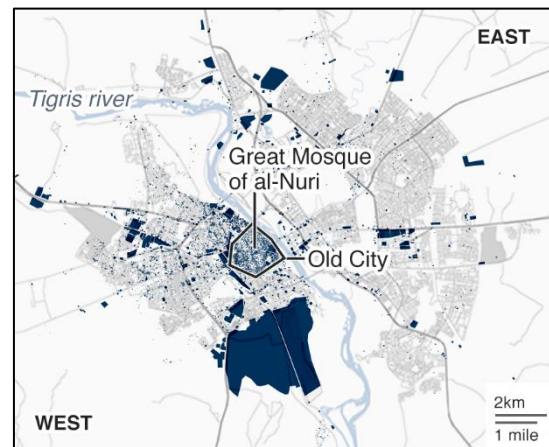 EAST
Tigris river
Great Mosque
of al-Nuri
Old City
WEST
2km
1 mile